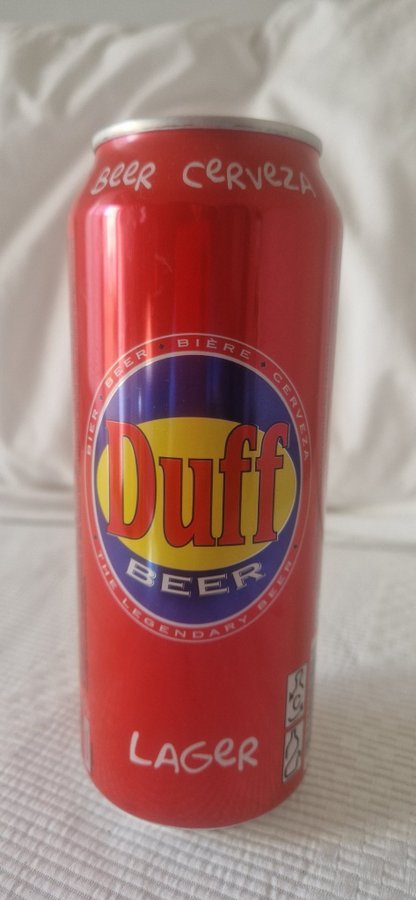 BeeR CeRVeZA
BIER · BEER · BIÈRE · CERVEZA
Duff
BEER
THE LEGENDARY BEER
LAGeR